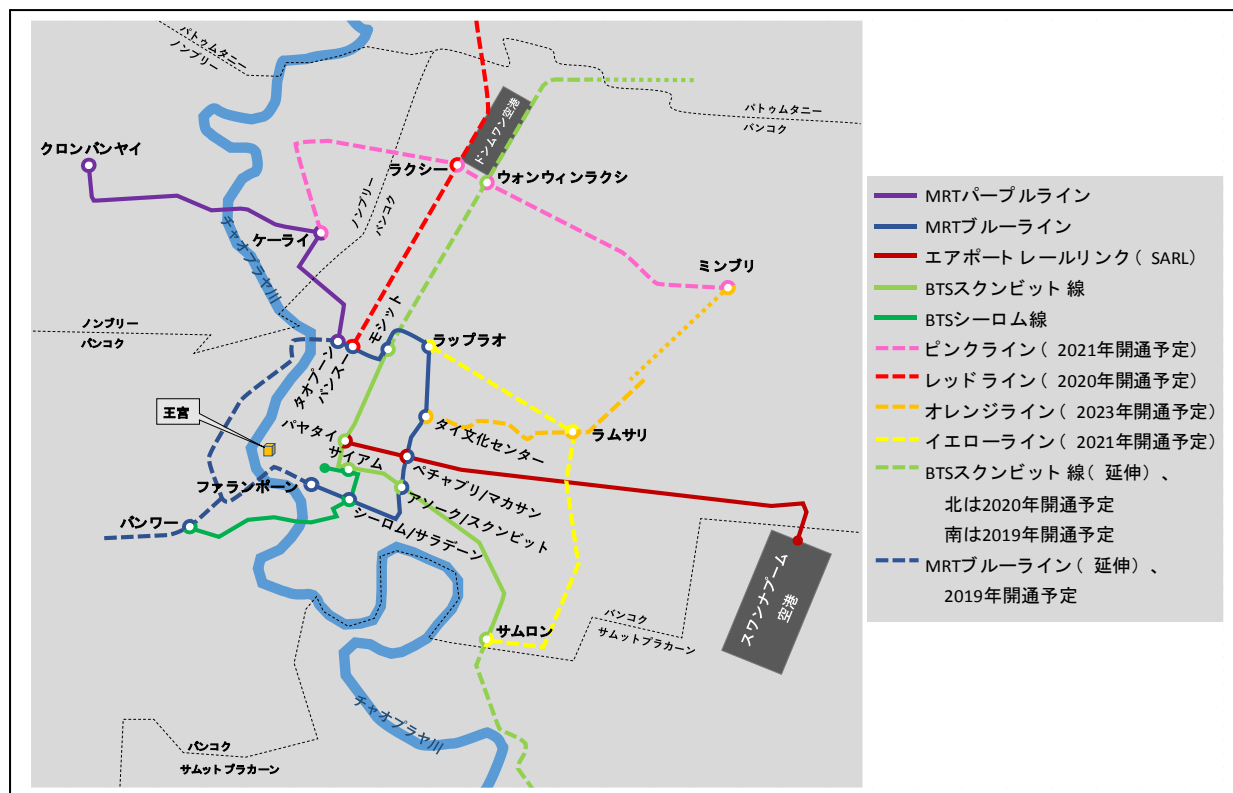 パトゥムタニー
ノンブリー
パトゥムタニー
バンコク
ドンムワン空港
クロンバンヤイ
ラクシー
ウォンウィンラクシ
ノンブリー
バンコク
チャオプラヤ川
ケーライ
ミンブリ
ノンブリー
バンコク
タオプーン
バンスー
モシット
ラップラオ
王宮
パヤタイ
サイアム
タイ文化センター
ラムサリ
ファランポーン
ペチャブリ/マカサン
アソーク/スクンビット
シーロム/サラデーン
バンワー
スワンナプーム
空港
バンコク
サムットプラカーン
サムロン
チャオプラヤ川
バンコク
サムットプラカーン
MRTパープルライン
MRTブルーライン
エアポートレールリンク( SARL)
BTSスクンビット線
BTSシーロム線
ピンクライン( 2021年開通予定)
レッドライン( 2020年開通予定)
オレンジライン( 2023年開通予定)
イエローライン( 2021年開通予定)
BTSスクンビット線( 延伸) 、
北は2020年開通予定
南は2019年開通予定
MRTブルーライン( 延伸) 、
2019年開通予定